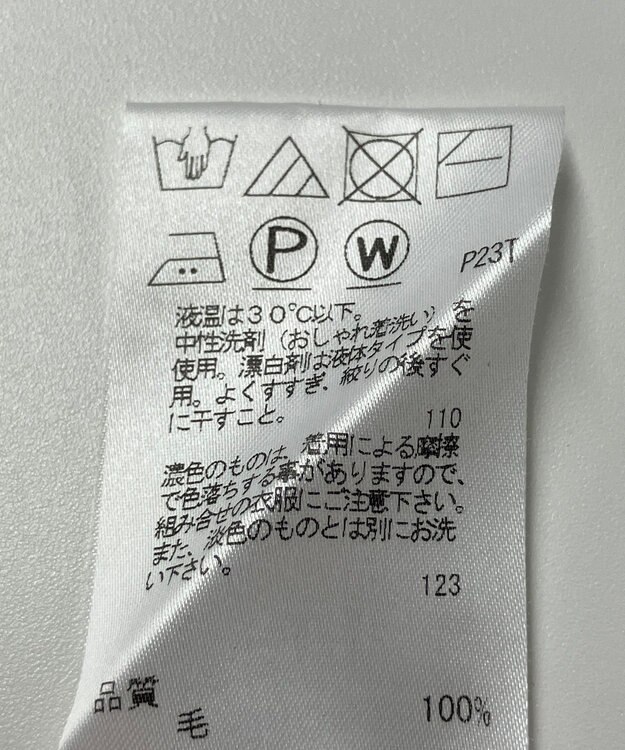 P W P23T
液温は30℃以下。
中性洗剤（おしゃれ着洗い）を
使用。漂白剤は液体タイプを使
用。よくすすぎ、絞りの後すぐ
に干すこと。
110
濃色のものは、着用による摩擦
で色落ちする事がありますので、
組み合せの衣服にご注意下さい。
また、淡色のものとは別にお洗
い下さい。
123
品質
毛 100%